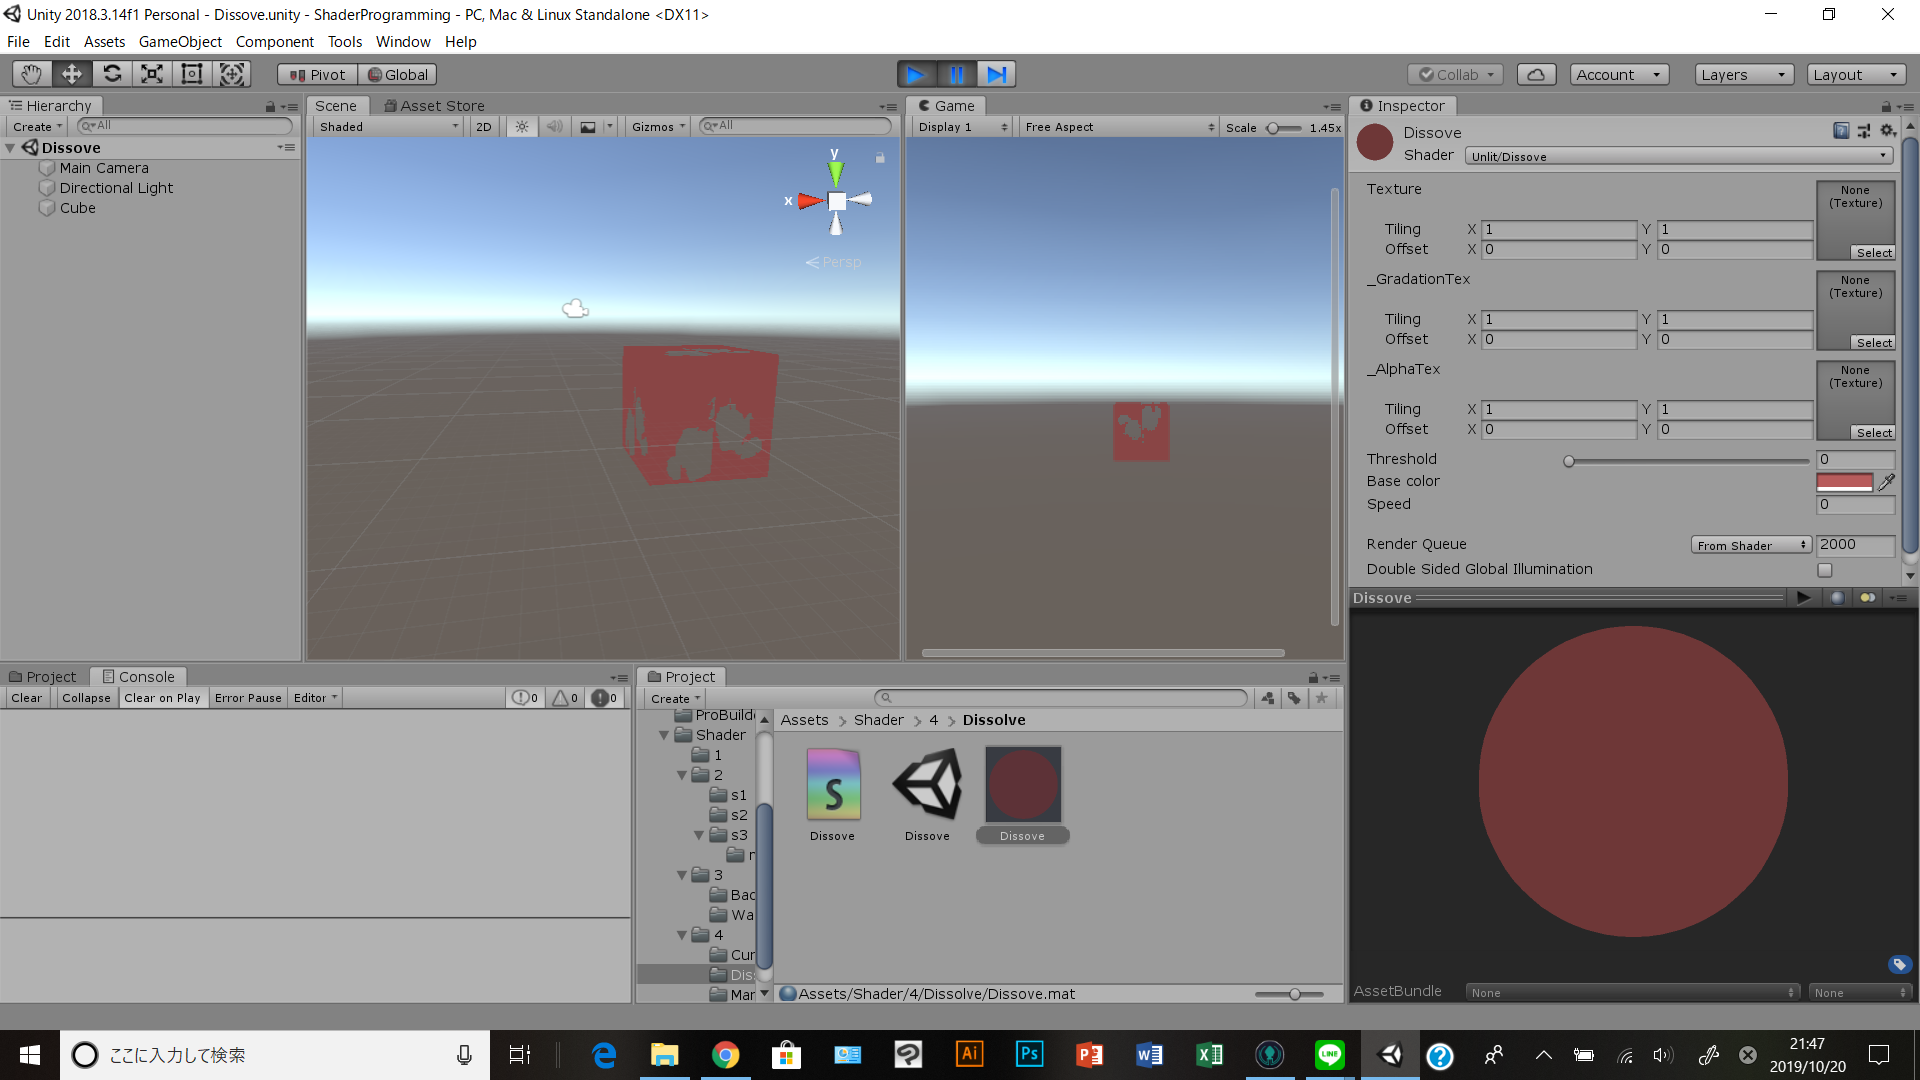 Unity 2018.3.14f1 Personal - Dissove.unity - ShaderProgramming - PC, Mac & Linux Standalone <DX11>
File Edit Assets GameObject Component Tools Window Help
Pivot Global Collab Account Layers Layout
Hierarchy
Create All
Dissove
Main Camera
Directional Light
Cube
Scene Asset Store
Shaded 2D Gizmos All
y
x
Persp
Game
Display 1 Free Aspect Scale 1.45x
Inspector
Dissove
Shader Unlit/Dissove
Texture None (Texture)
Tiling X 1 Y 1
Offset X 0 Y 0 Select
_GradationTex None (Texture)
Tiling X 1 Y 1
Offset X 0 Y 0 Select
_AlphaTex None (Texture)
Tiling X 1 Y 1
Offset X 0 Y 0 Select
Threshold 0
Base color
Speed 0
Render Queue From Shader 2000
Double Sided Global Illumination
Dissove
AssetBundle None None
Project Console
Clear Collapse Clear on Play Error Pause Editor 0 0 0
Project
Create
ProBuild
Shader
1
2
s1
s2
s3
3
Bac
Wa
4
Cur
Diss
Mar
Assets Shader 4 Dissolve
S
Dissove Dissove Dissove
Assets/Shader/4/Dissolve/Dissove.mat
ここに入力して検索
Ai Ps LINE
21:47
2019/10/20